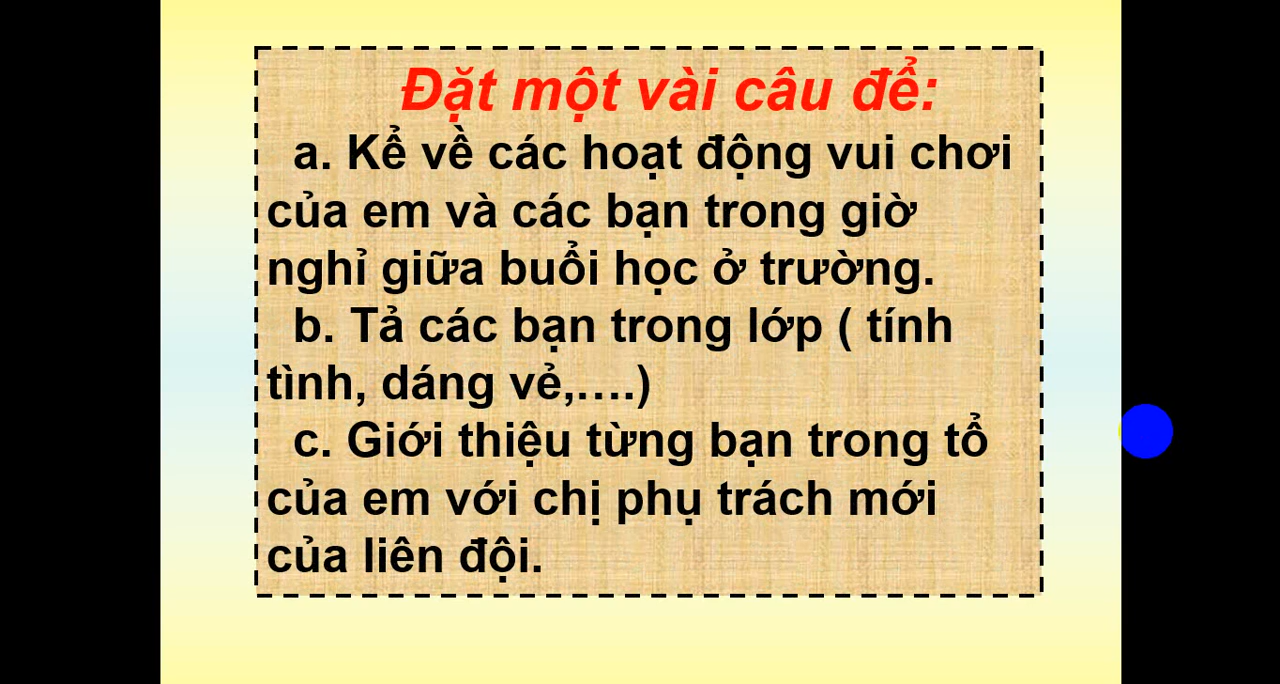 Đặt một vài câu để:
a. Kể về các hoạt động vui chơi
của em và các bạn trong giờ
nghỉ giữa buổi học ở trường.
b. Tả các bạn trong lớp ( tính
tình, dáng vẻ,….)
c. Giới thiệu từng bạn trong tổ
của em với chị phụ trách mới
của liên đội.